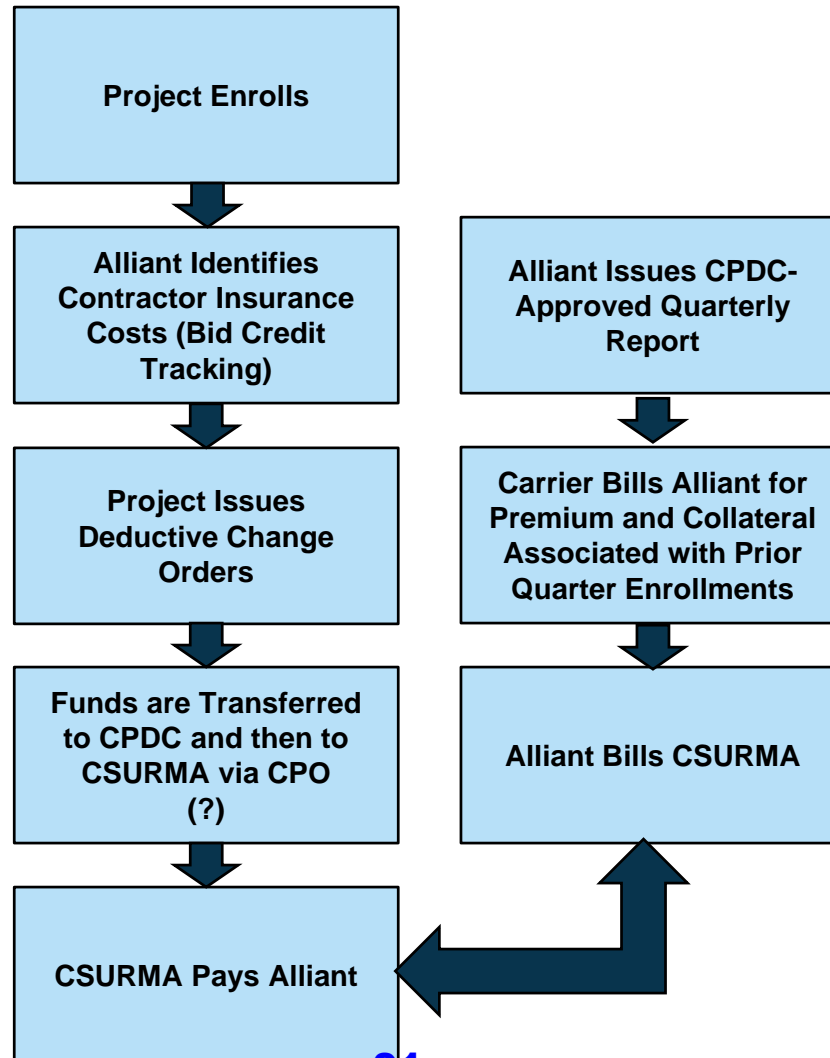 Project Enrolls
Alliant Identifies
Contractor Insurance
Costs (Bid Credit
Tracking)
Project Issues
Deductive Change
Orders
Funds are Transferred
to CPDC and then to
CSURMA via CPO
(?)
CSURMA Pays Alliant
Alliant Issues CPDC-
Approved Quarterly
Report
Carrier Bills Alliant for
Premium and Collateral
Associated with Prior
Quarter Enrollments
Alliant Bills CSURMA